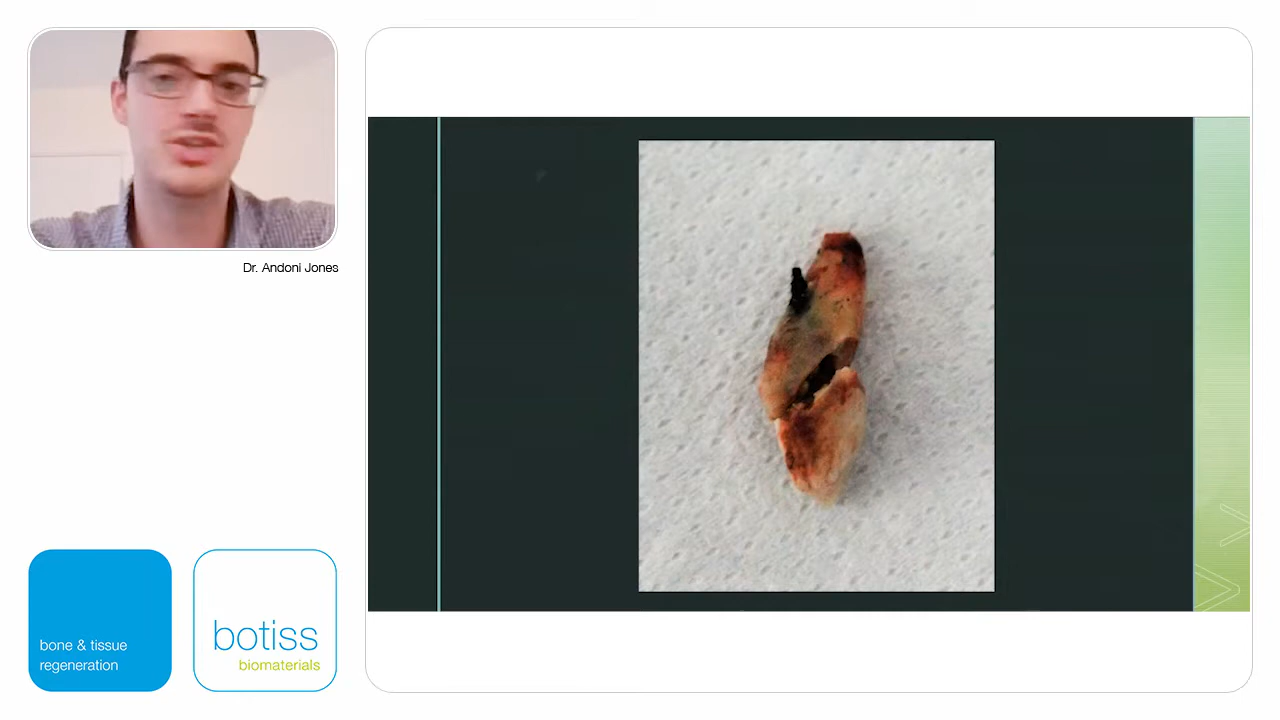 Dr. Andoni Jones
bone & tissue
regeneration
botiss
biomaterials